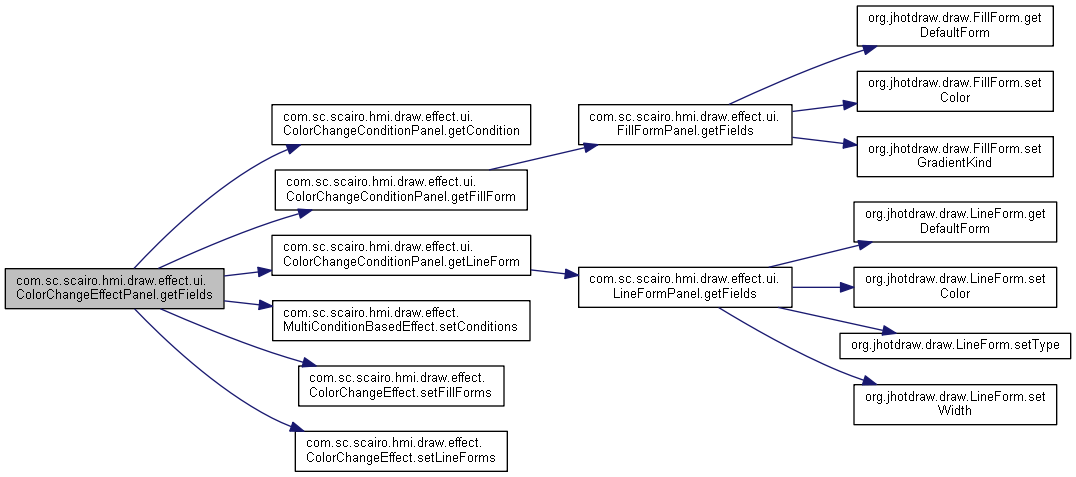 com.sc.scairo.hmi.draw.effect.ui.
ColorChangeEffectPanel.getFields
com.sc.scairo.hmi.draw.effect.ui.
ColorChangeConditionPanel.getCondition
com.sc.scairo.hmi.draw.effect.ui.
ColorChangeConditionPanel.getFillForm
com.sc.scairo.hmi.draw.effect.ui.
ColorChangeConditionPanel.getLineForm
com.sc.scairo.hmi.draw.effect.
MultiConditionBasedEffect.setConditions
com.sc.scairo.hmi.draw.effect.
ColorChangeEffect.setFillForms
com.sc.scairo.hmi.draw.effect.
ColorChangeEffect.setLineForms
com.sc.scairo.hmi.draw.effect.ui.
FillFormPanel.getFields
com.sc.scairo.hmi.draw.effect.ui.
LineFormPanel.getFields
org.jhotdraw.draw.FillForm.get
DefaultForm
org.jhotdraw.draw.FillForm.set
Color
org.jhotdraw.draw.FillForm.set
GradientKind
org.jhotdraw.draw.LineForm.get
DefaultForm
org.jhotdraw.draw.LineForm.set
Color
org.jhotdraw.draw.LineForm.setType
org.jhotdraw.draw.LineForm.set
Width